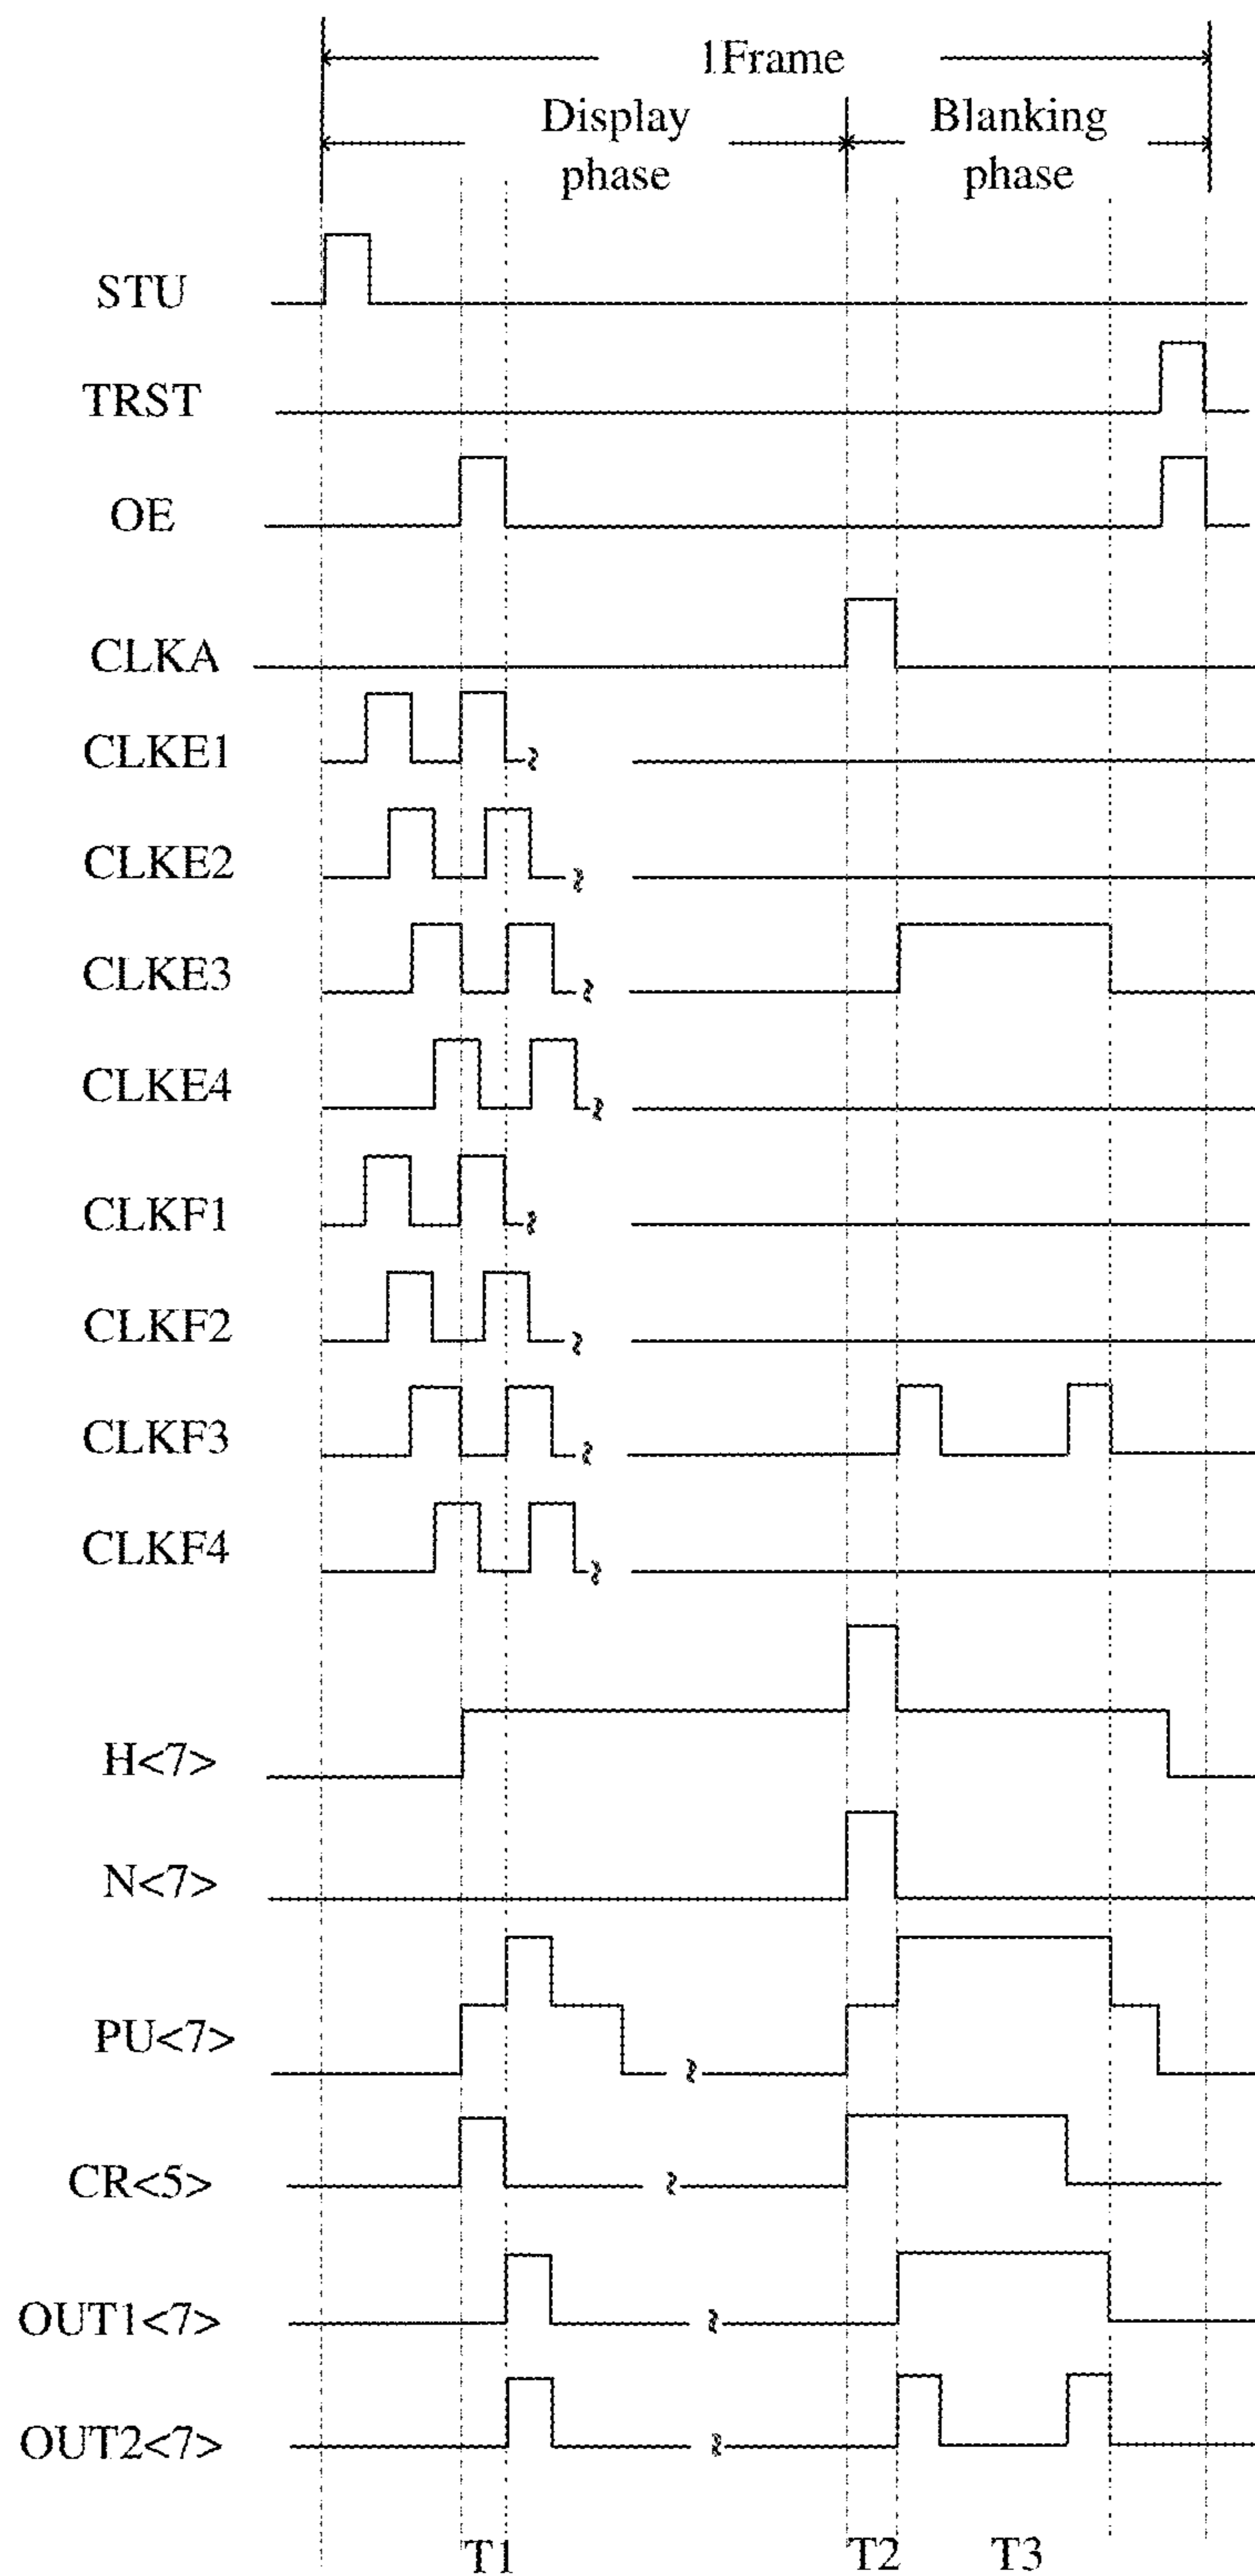 1Frame
Display
phase
Blanking
phase
STU
TRST
OE
CLKA
CLKE1
CLKE2
CLKE3
CLKE4
CLKF1
CLKF2
CLKF3
CLKF4
H<7>
N<7>
PU<7>
CR<5>
OUT1<7>
OUT2<7>
T1 T2 T3